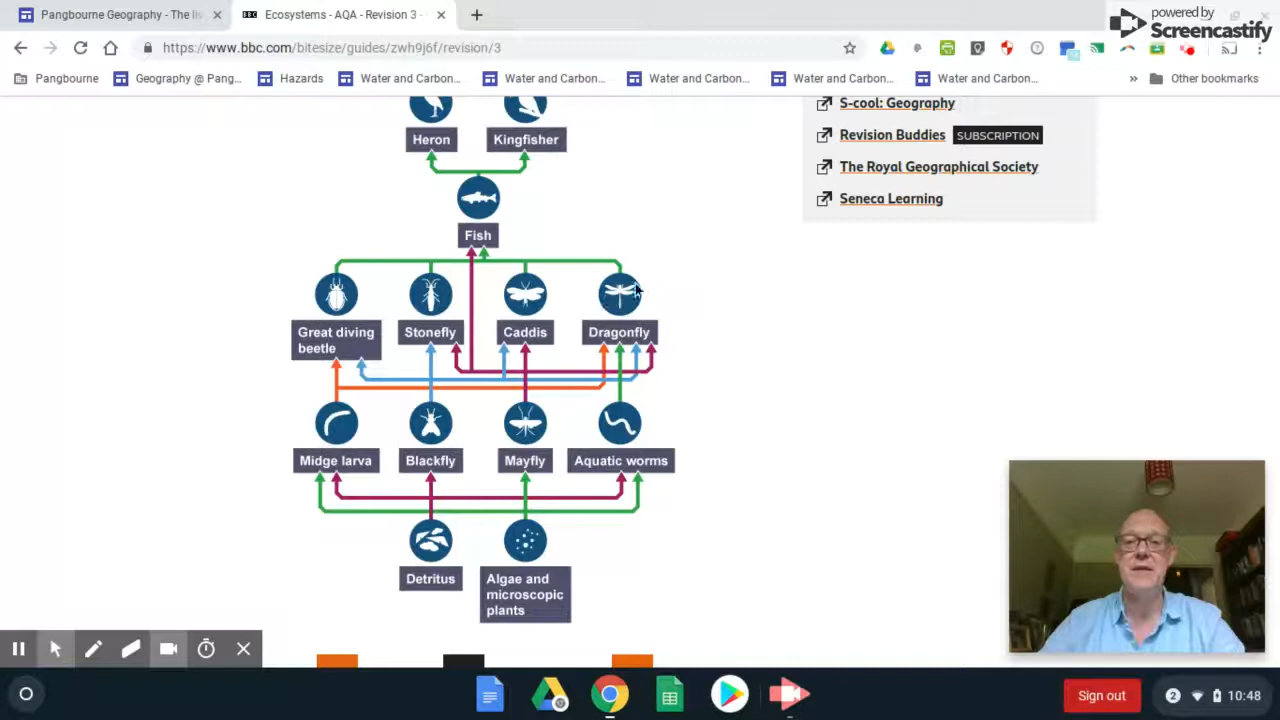 Pangbourne Geography - The li
BBC Ecosystems - AQA - Revision 3 -
powered by
Screencastify
https://www.bbc.com/bitesize/guides/zwh9j6f/revision/3
Pangbourne
Geography @ Pang...
Hazards
Water and Carbon...
Water and Carbon...
Water and Carbon...
Water and Carbon...
Water and Carbon...
»
Other bookmarks
S-cool: Geography
Revision Buddies SUBSCRIPTION
The Royal Geographical Society
Seneca Learning
Heron
Kingfisher
Fish
Great diving
beetle
Stonefly
Caddis
Dragonfly
Midge larva
Blackfly
Mayfly
Aquatic worms
Detritus
Algae and
microscopic
plants
Sign out
2
10:48